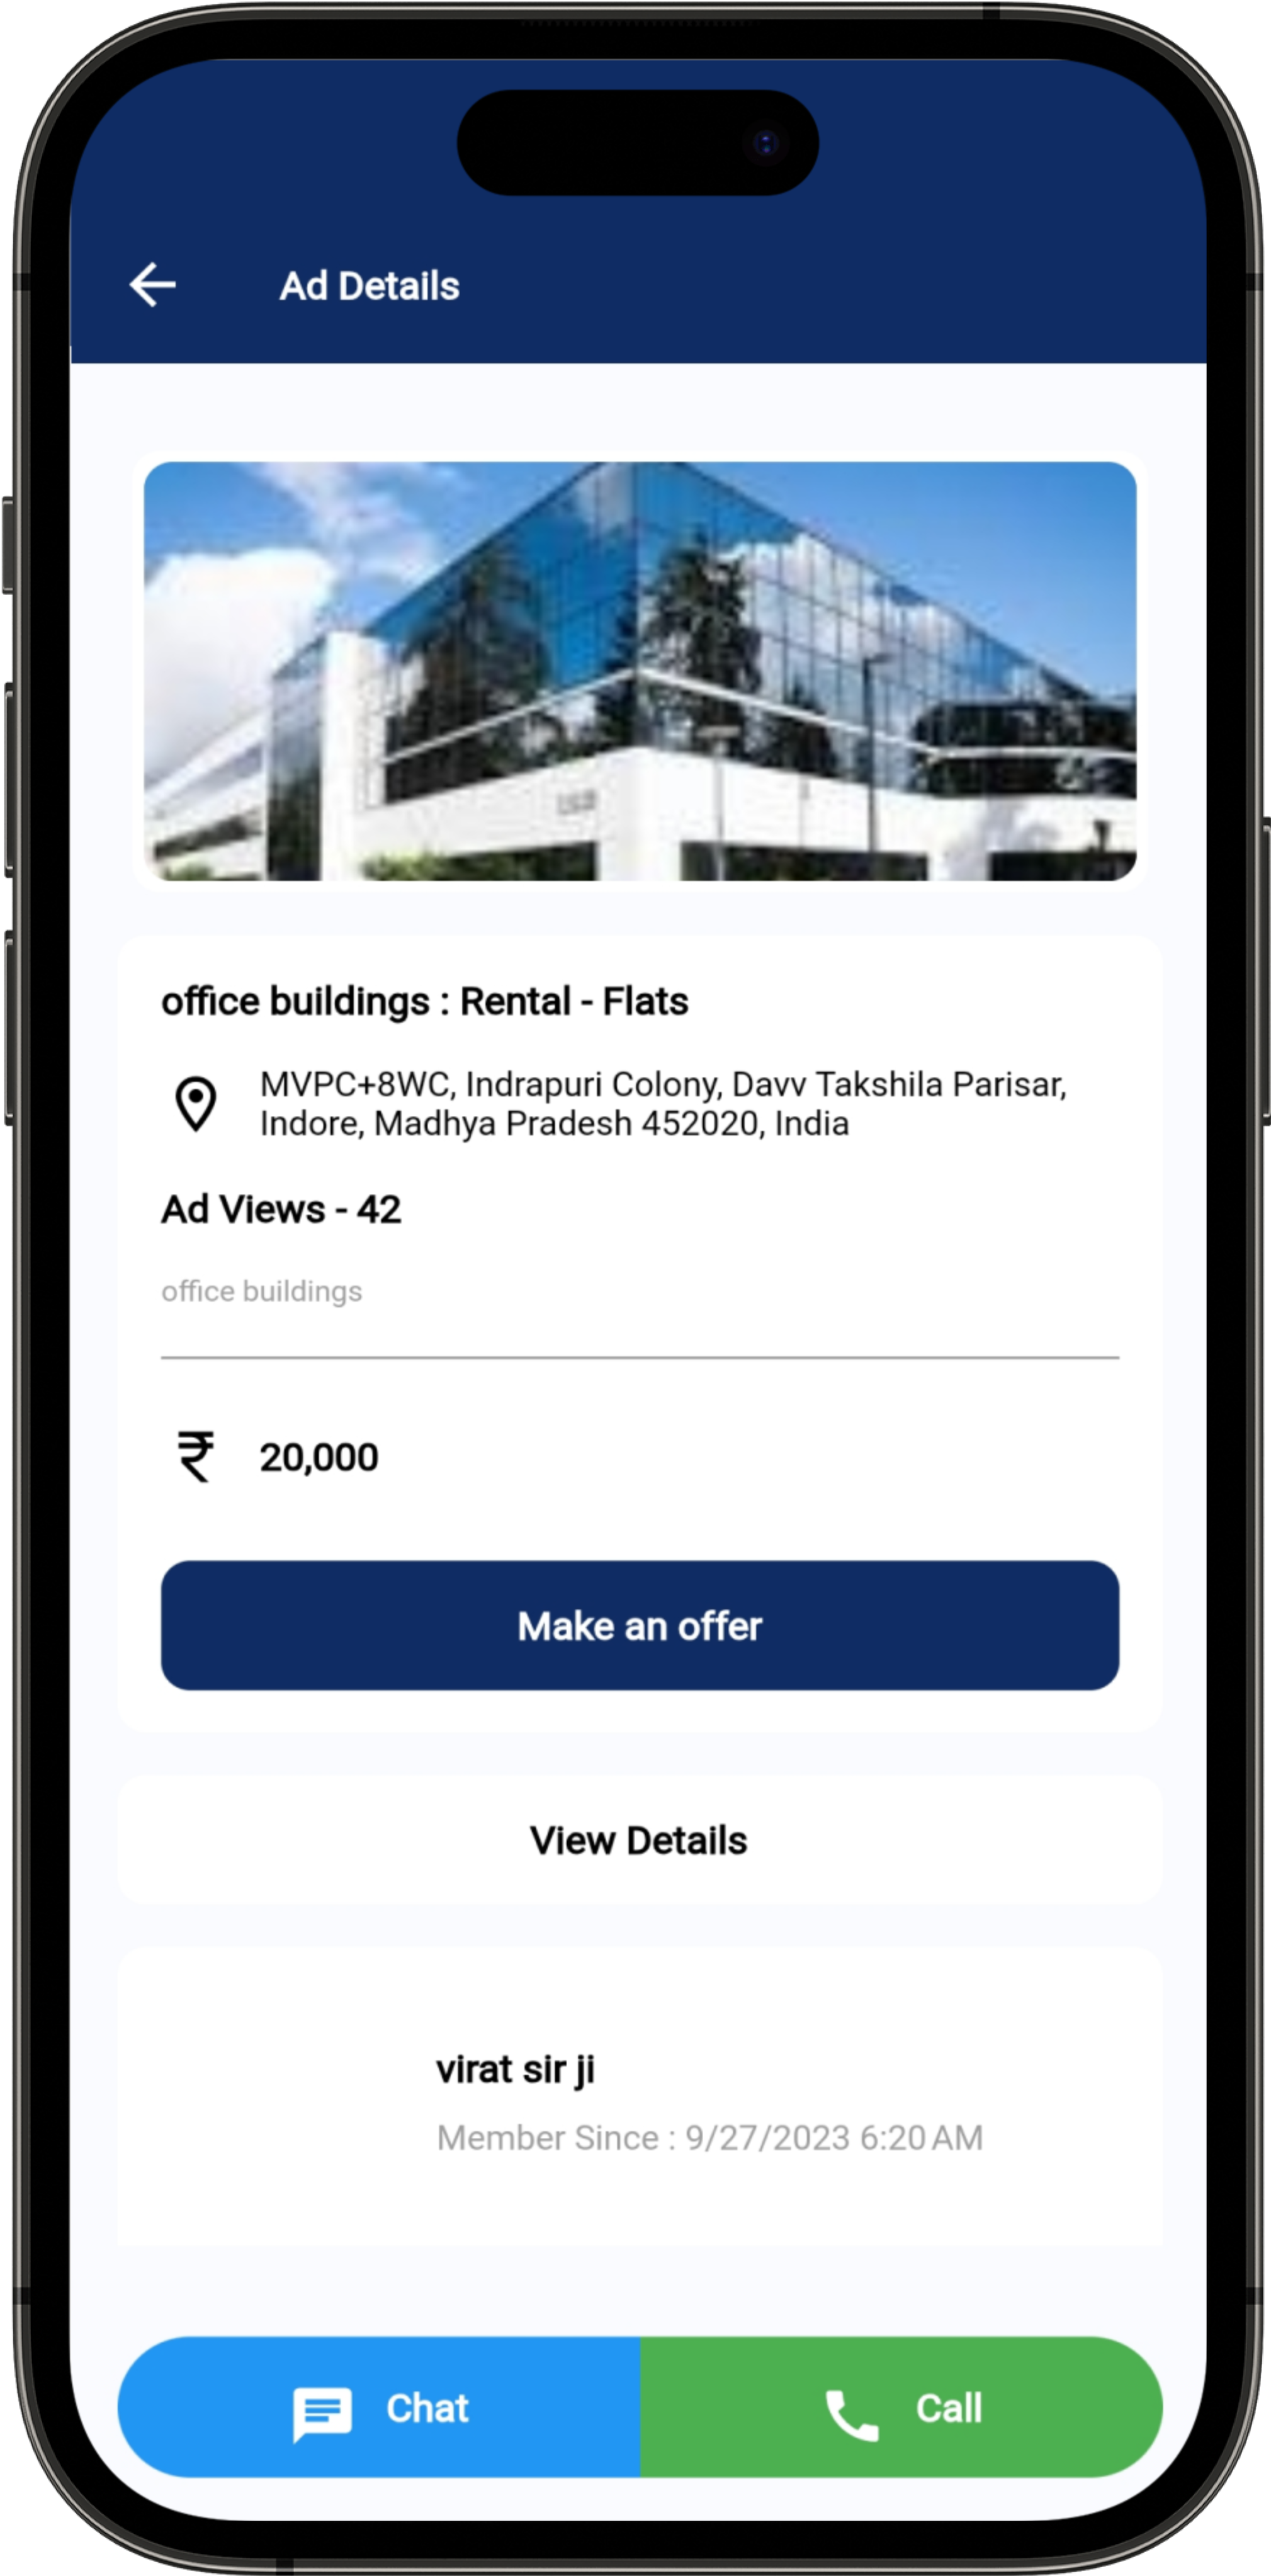 Ad Details
office buildings : Rental - Flats
MVPC+8WC, Indrapuri Colony, Davv Takshila Parisar,
Indore, Madhya Pradesh 452020, India
Ad Views - 42
office buildings
₹ 20,000
Make an offer
View Details
virat sir ji
Member Since : 9/27/2023 6:20 AM
Chat
Call